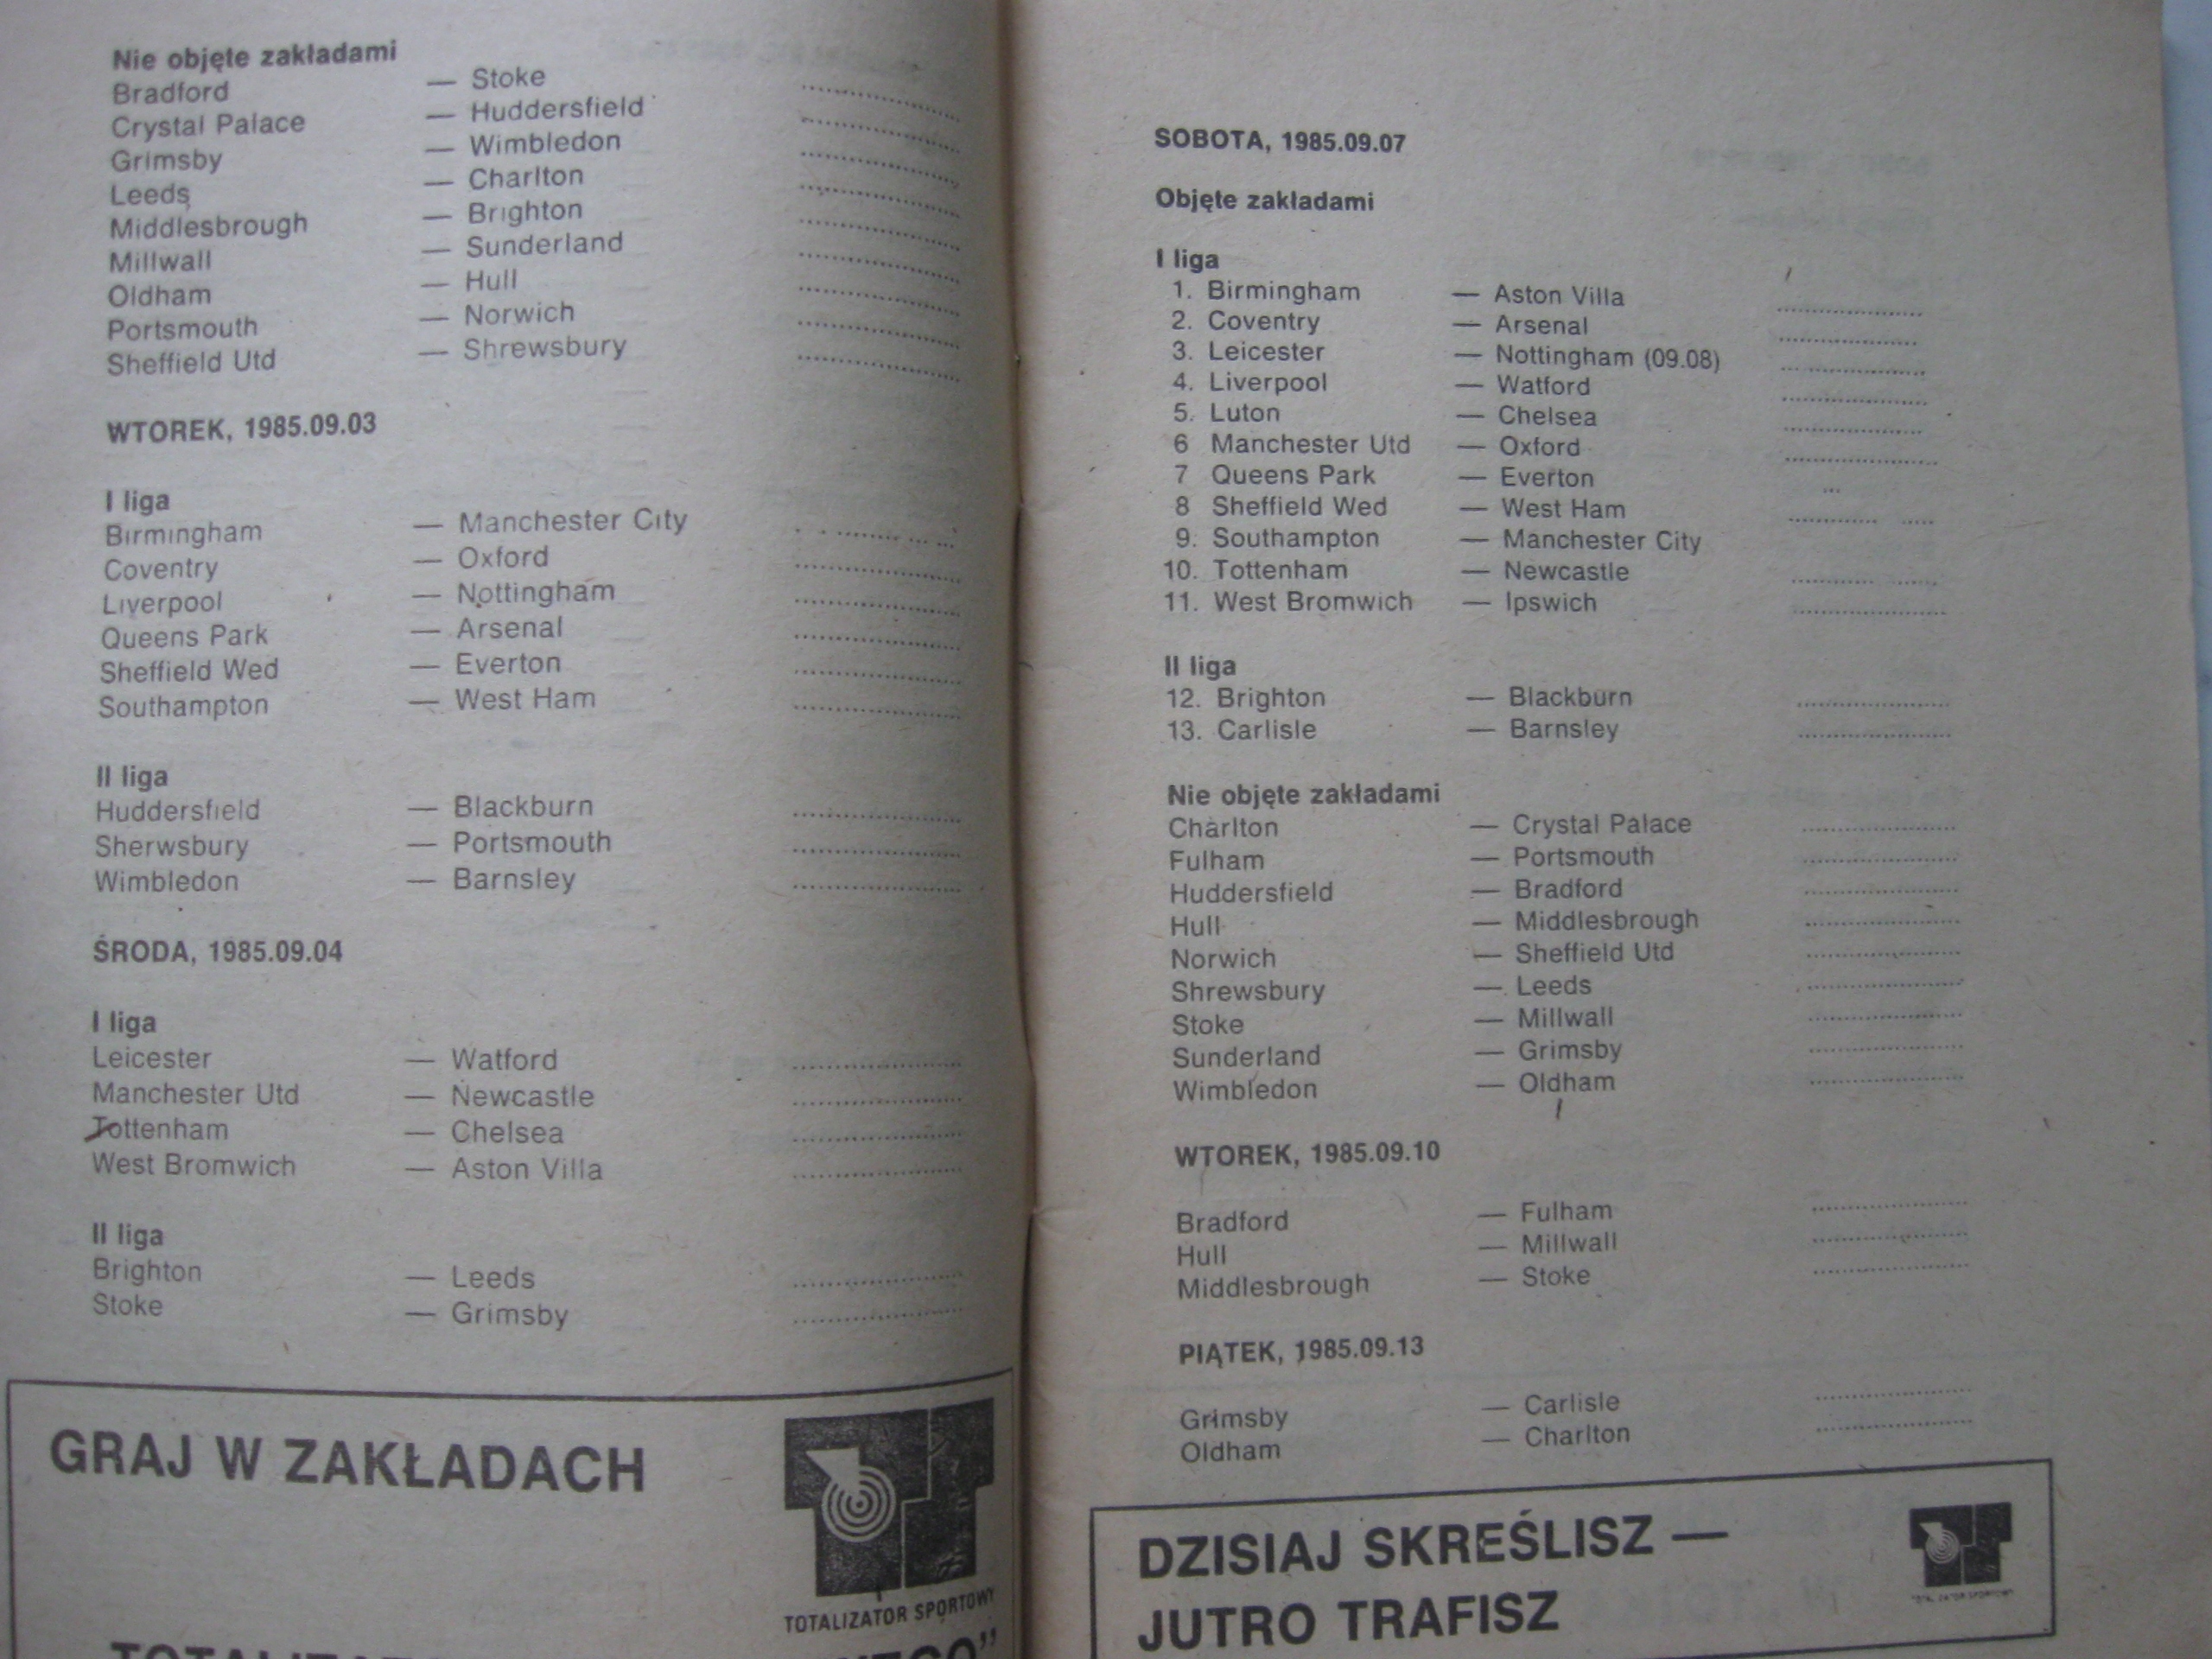 Nie objęte zakładami
Bradford — Stoke
Crystal Palace — Huddersfield
Grimsby — Wimbledon
Leeds — Charlton
Middlesbrough — Brighton
Millwall — Sunderland
Oldham — Hull
Portsmouth — Norwich
Sheffield Utd — Shrewsbury
WTOREK, 1985.09.03
I liga
Birmingham — Manchester City
Coventry — Oxford
Liverpool — Nottingham
Queens Park — Arsenal
Sheffield Wed — Everton
Southampton — West Ham
II liga
Huddersfield — Blackburn
Sherwsbury — Portsmouth
Wimbledon — Barnsley
ŚRODA, 1985.09.04
I liga
Leicester — Watford
Manchester Utd — Newcastle
Tottenham — Chelsea
West Bromwich — Aston Villa
II liga
Brighton — Leeds
Stoke — Grimsby
GRAJ W ZAKŁADACH
TOTALIZATOR SPORTOWY
SOBOTA, 1985.09.07
Objęte zakładami
I liga
1. Birmingham — Aston Villa
2. Coventry — Arsenal
3. Leicester — Nottingham (09.08)
4. Liverpool — Watford
5. Luton — Chelsea
6 Manchester Utd — Oxford
7 Queens Park — Everton
8 Sheffield Wed — West Ham
9. Southampton — Manchester City
10. Tottenham — Newcastle
11. West Bromwich — Ipswich
II liga
12. Brighton — Blackburn
13. Carlisle — Barnsley
Nie objęte zakładami
Charlton — Crystal Palace
Fulham — Portsmouth
Huddersfield — Bradford
Hull — Middlesbrough
Norwich — Sheffield Utd
Shrewsbury — Leeds
Stoke — Millwall
Sunderland — Grimsby
Wimbledon — Oldham
WTOREK, 1985.09.10
Bradford — Fulham
Hull — Millwall
Middlesbrough — Stoke
PIĄTEK, 1985.09.13
Grimsby — Carlisle
Oldham — Charlton
DZISIAJ SKREŚLISZ —
JUTRO TRAFISZ